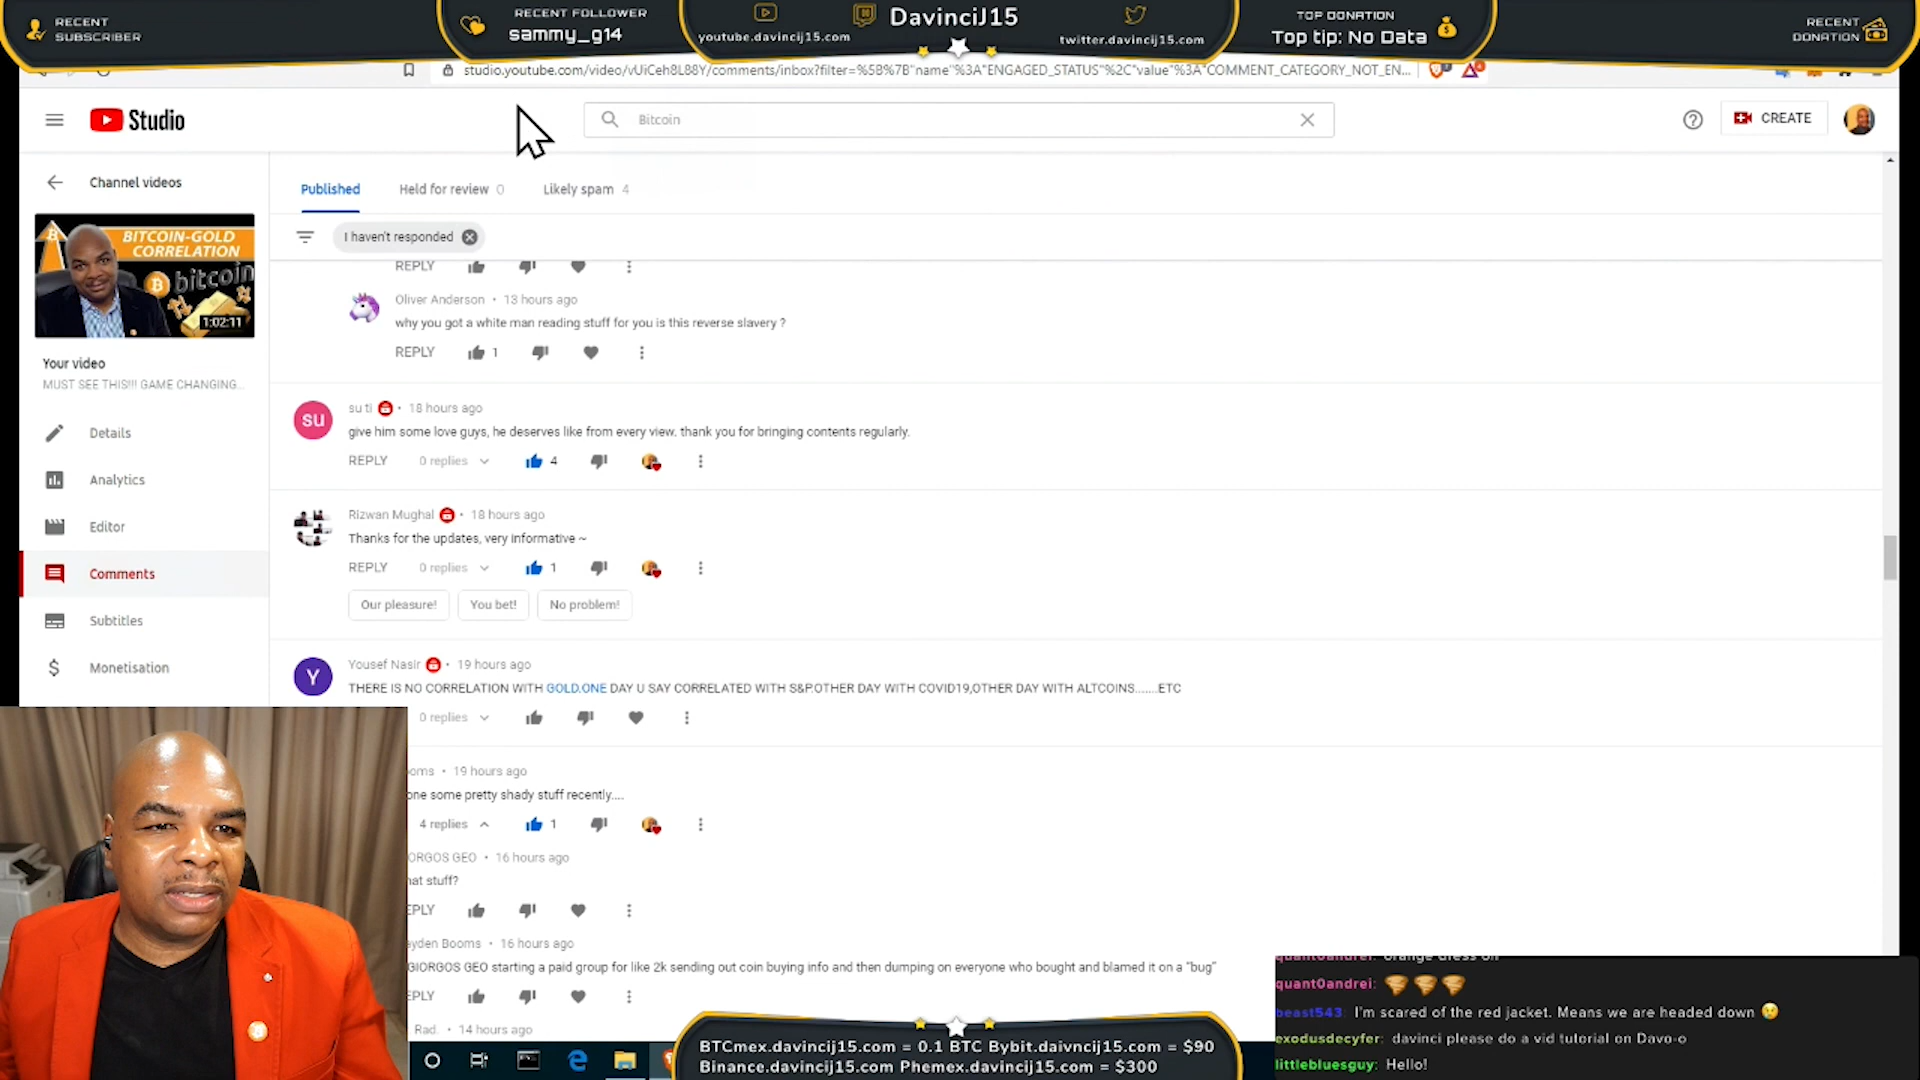 RECENT
SUBSCRIBER
RECENT FOLLOWER
sammy_g14
DavinciJ15
youtube.davincij15.com
twitter.davincij15.com
TOP DONATION
Top tip: No Data
RECENT
DONATION
studio.youtube.com/video/vUiCeh8L88Y/comments/inbox?filter=%5B%7B"name"%3A"ENGAGED_STATUS"%2C"value"%3A"COMMENT_CATEGORY_NOT_EN...
Studio
Bitcoin
CREATE
Channel videos
Published
Held for review 0
Likely spam 4
I haven't responded
BITCOIN-GOLD
CORRELATION
bitcoin
1:02:11
Your video
MUST SEE THIS!!! GAME CHANGING...
Details
Analytics
Editor
Comments
Subtitles
Monetisation
REPLY
Oliver Anderson • 13 hours ago
why you got a white man reading stuff for you is this reverse slavery ?
REPLY 1
SU
su ti • 18 hours ago
give him some love guys, he deserves like from every view. thank you for bringing contents regularly.
REPLY 0 replies 4
Rizwan Mughal • 18 hours ago
Thanks for the updates, very informative ~
REPLY 0 replies 1
Our pleasure! You bet! No problem!
Y
Yousef Nasir • 19 hours ago
THERE IS NO CORRELATION WITH GOLD.ONE DAY U SAY CORRELATED WITH S&P.OTHER DAY WITH COVID19,OTHER DAY WITH ALTCOINS.......ETC
0 replies
ooms • 19 hours ago
one some pretty shady stuff recently....
4 replies 1
ORGOS GEO • 16 hours ago
hat stuff?
EPLY
ayden Booms • 16 hours ago
GIORGOS GEO starting a paid group for like 2k sending out coin buying info and then dumping on everyone who bought and blamed it on a "bug"
EPLY
Rad. • 14 hours ago
BTCmex.davincij15.com = 0.1 BTC Bybit.daivncij15.com = $90
Binance.davincij15.com Phemex.davincij15.com = $300
quant0andrei:
beast543: I'm scared of the red jacket. Means we are headed down
exodusdecyfer: davinci please do a vid tutorial on Davo-o
littlebluesguy: Hello!